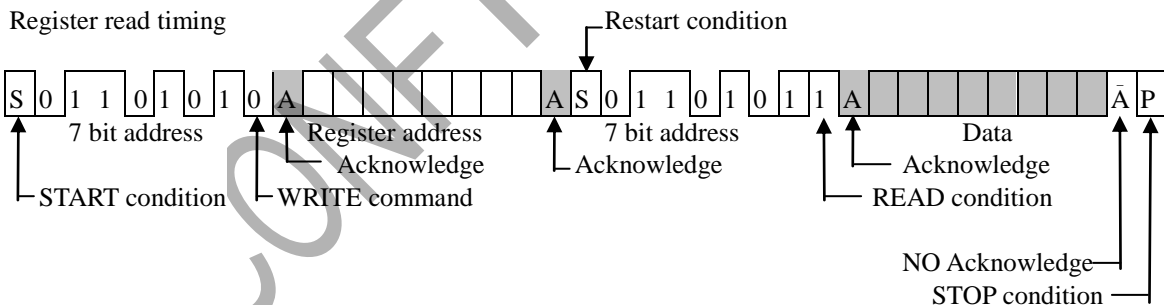 Register read timing
Restart condition
S 0 1 1 0 1 0 1 0 A A S 0 1 1 0 1 0 1 1 A Ā P
7 bit address Register address 7 bit address Data
Acknowledge Acknowledge Acknowledge
START condition WRITE command READ condition
NO Acknowledge
STOP condition